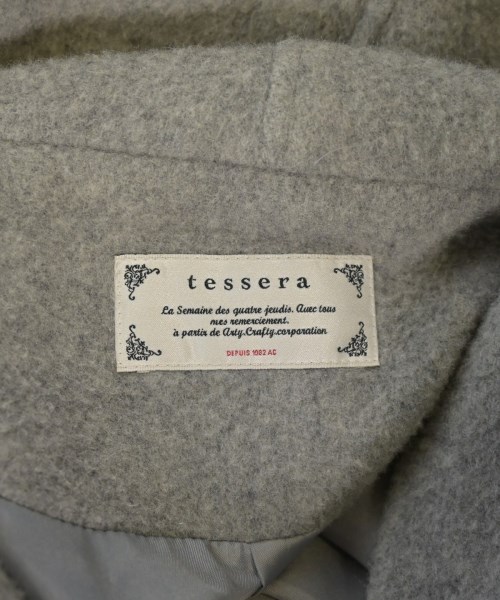 tessera
La Semaine des quatre jeudis. Avec tous
mes remerciement.
à partir de Arty.Crafty.corporation
DEPUIS 1982 AC